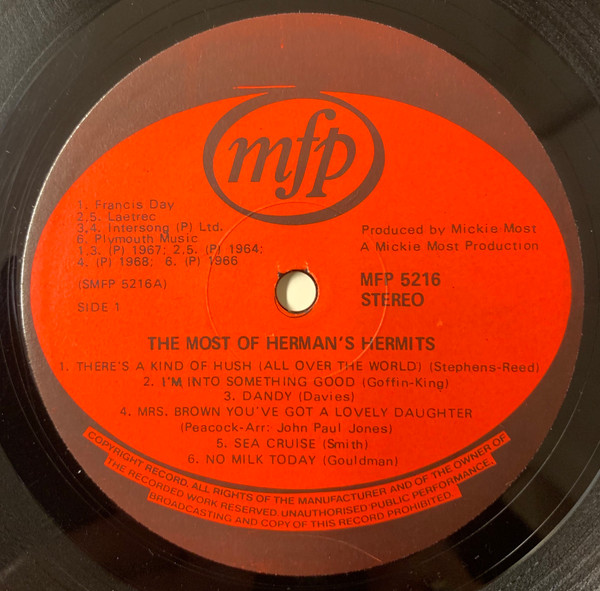 mfp
1. Francis Day
2.5. Laetrec
3,4. Intersong (P) Ltd.
6. Plymouth Music
1.3. (P) 1967; 2.5. (P) 1964;
4. (P) 1968; 6. (P) 1966
(SMFP 5216A)
SIDE 1
Produced by Mickie Most
A Mickie Most Production
MFP 5216
STEREO
THE MOST OF HERMAN'S HERMITS
1. THERE'S A KIND OF HUSH (ALL OVER THE WORLD) (Stephens-Reed)
2. I'M INTO SOMETHING GOOD (Goffin-King)
3. DANDY (Davies)
4. MRS. BROWN YOU'VE GOT A LOVELY DAUGHTER
(Peacock-Arr: John Paul Jones)
5. SEA CRUISE (Smith)
6. NO MILK TODAY (Gouldman)
COPYRIGHT RECORD. ALL RIGHTS OF THE MANUFACTURER AND OF THE OWNER OF
THE RECORDED WORK RESERVED. UNAUTHORISED PUBLIC PERFORMANCE,
BROADCASTING AND COPY OF THIS RECORD PROHIBITED.